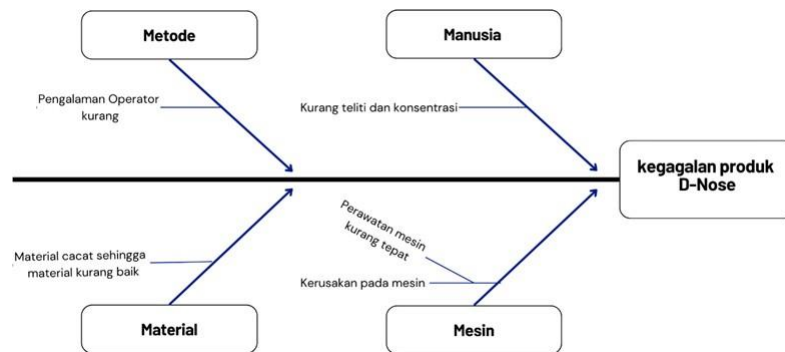 Metode
Manusia
Pengalaman Operator
kurang
Kurang teliti dan konsentrasi
kegagalan produk
D-Nose
Perawatan mesin
kurang tepat
Material cacat sehingga
material kurang baik
Kerusakan pada mesin
Material
Mesin